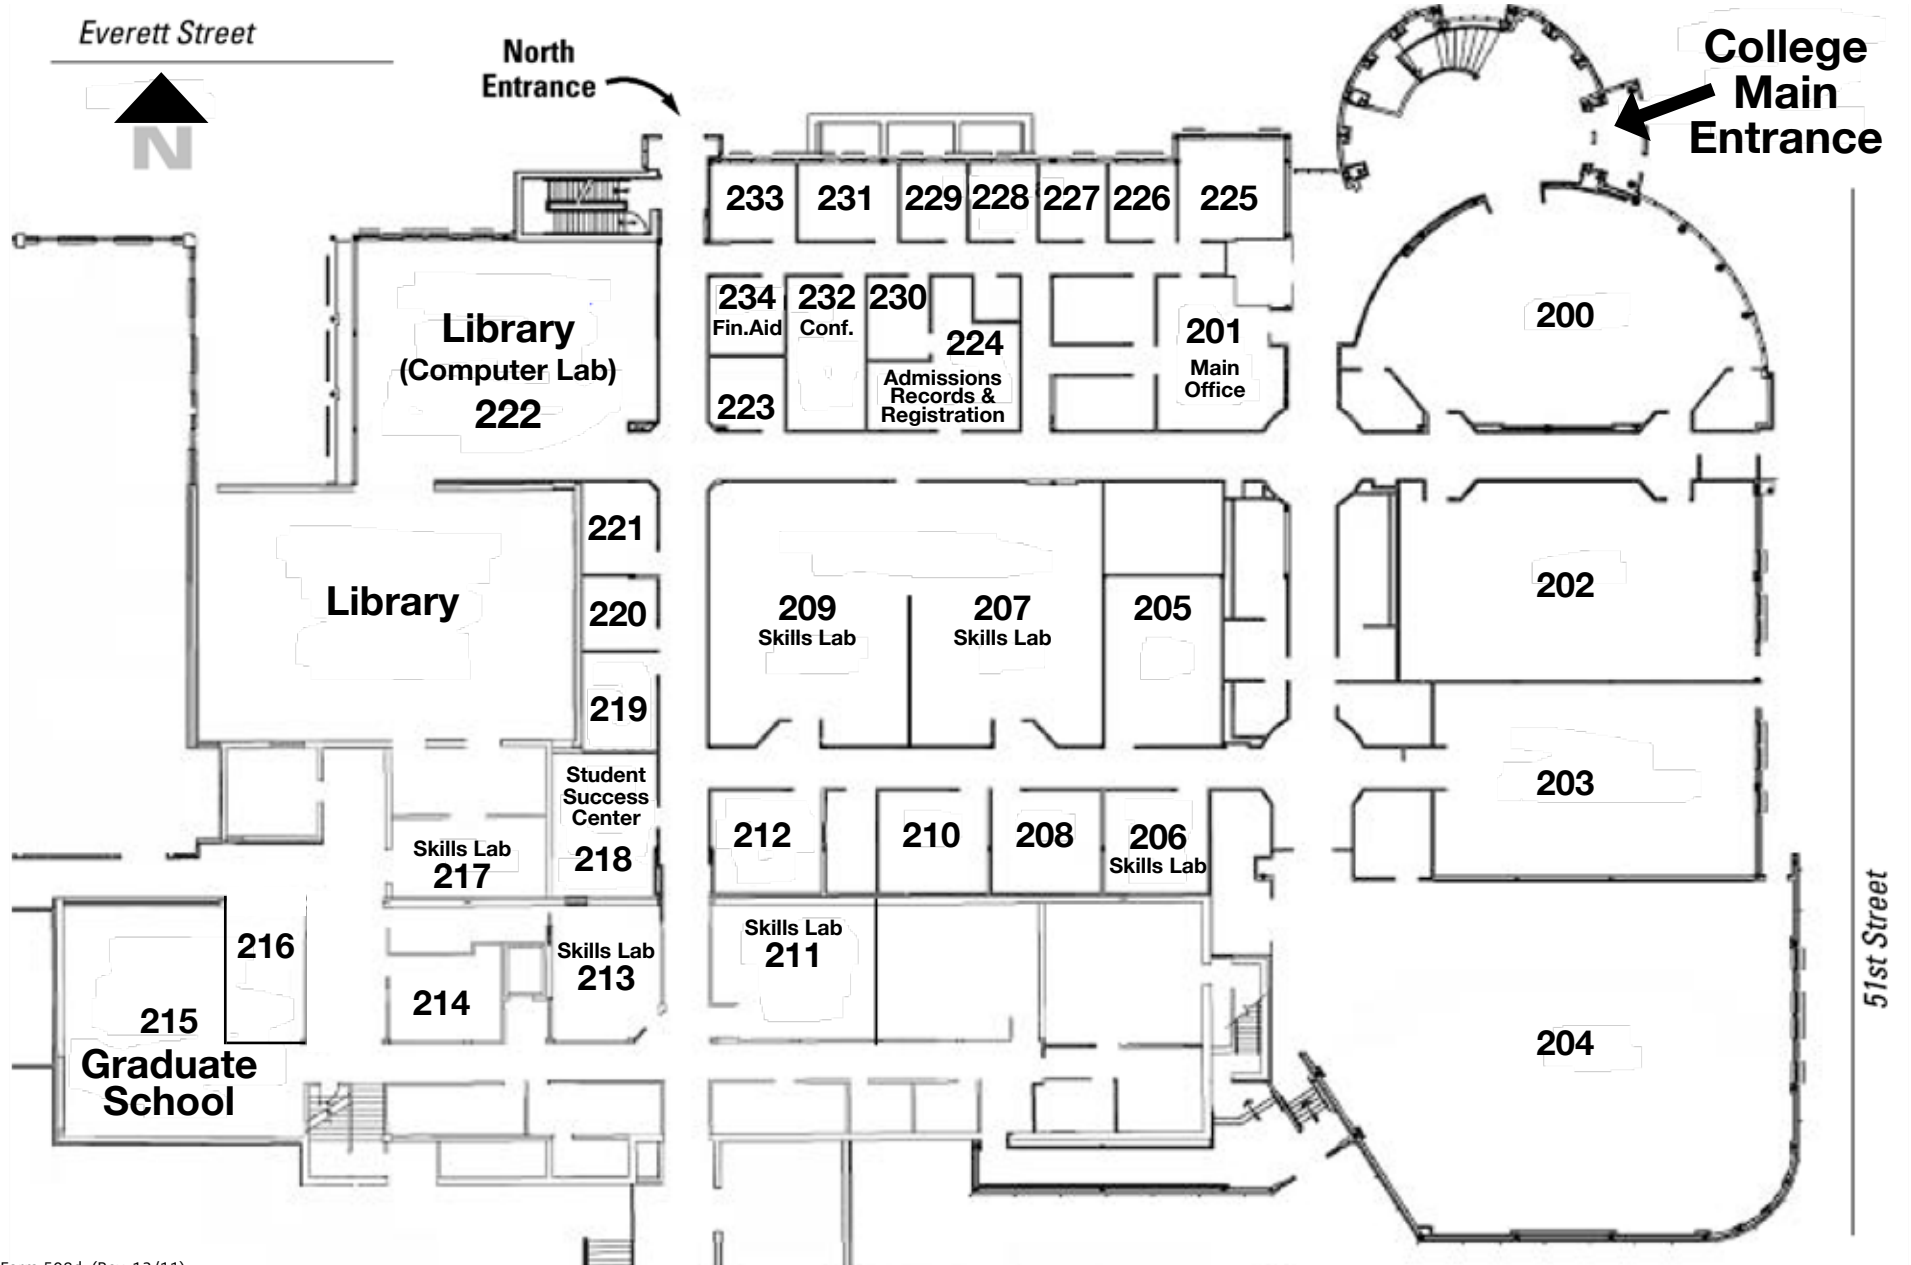 Everett Street
N
North
Entrance
College
Main
Entrance
233
231
229
228
227
226
225
234
Fin.Aid
232
Conf.
230
224
Admissions
Records &
Registration
223
201
Main
Office
200
Library
(Computer Lab)
222
221
220
219
Library
209
Skills Lab
207
Skills Lab
205
202
203
Student
Success
Center
218
Skills Lab
217
212
210
208
206
Skills Lab
216
215
Graduate
School
214
Skills Lab
213
Skills Lab
211
204
51st Street